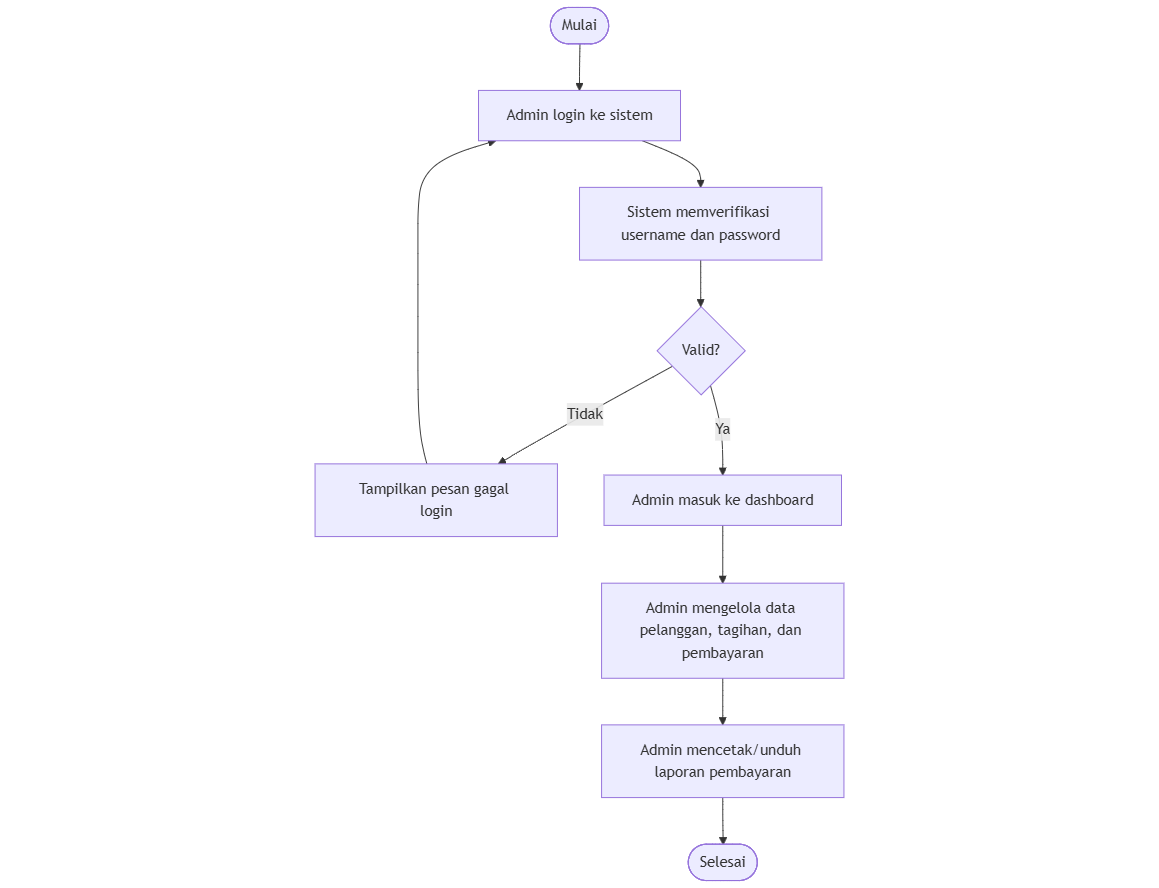 Mulai
Admin login ke sistem
Sistem memverifikasi
username dan password
Valid?
Tidak
Ya
Tampilkan pesan gagal
login
Admin masuk ke dashboard
Admin mengelola data
pelanggan, tagihan, dan
pembayaran
Admin mencetak/unduh
laporan pembayaran
Selesai